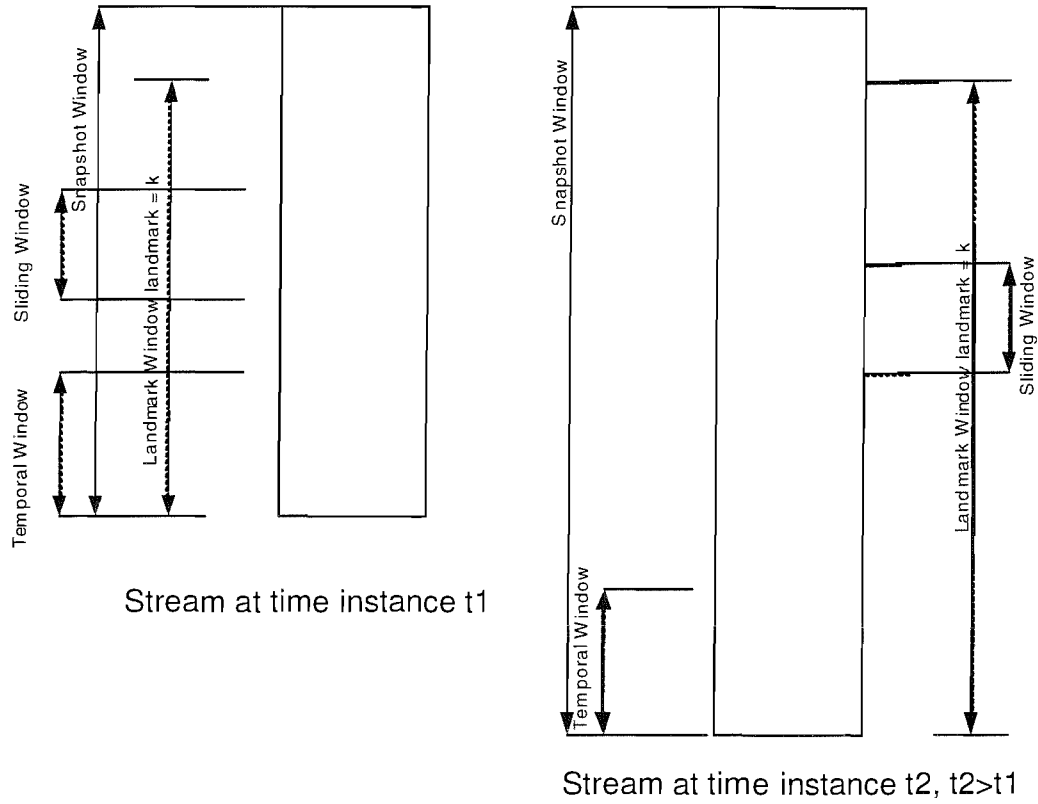 Snapshot Window
Sliding Window
Landmark Window landmark = k
Temporal Window
Stream at time instance t1
Snapshot Window
Landmark Window landmark = k
Sliding Window
Temporal Window
Stream at time instance t2, t2>t1